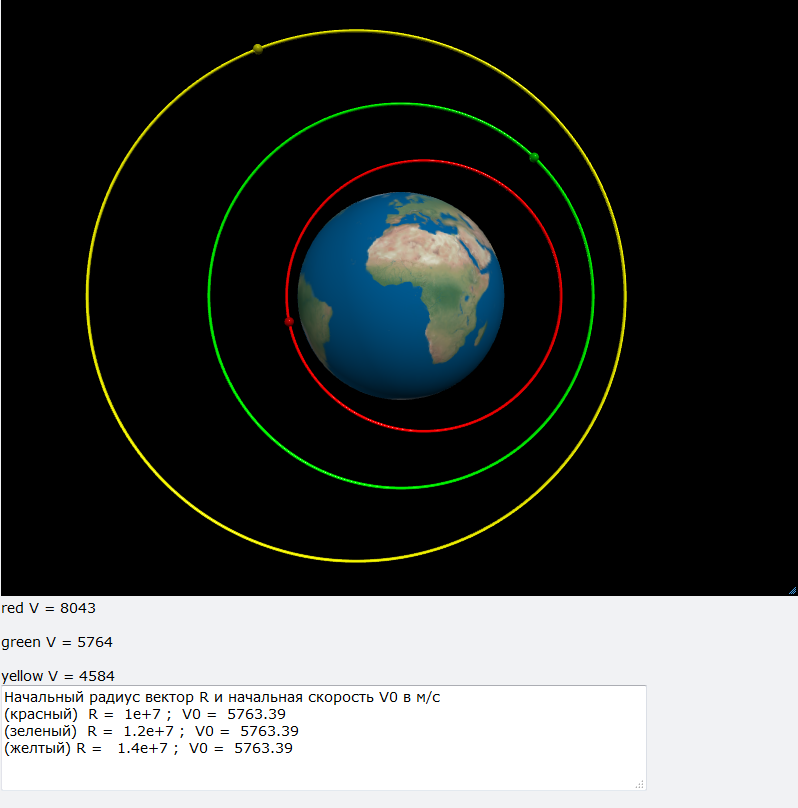 red V = 8043
green V = 5764
yellow V = 4584
Начальный радиус вектор R и начальная скорость V0 в м/с
(красный)  R =  1e+7 ;  V0 =  5763.39
(зеленый)  R =  1.2e+7 ;  V0 =  5763.39
(желтый) R =   1.4e+7 ;  V0 =  5763.39